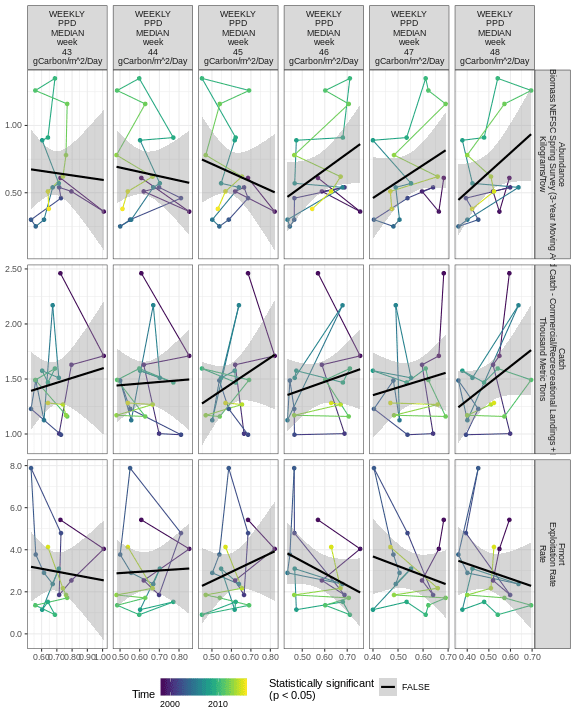 WEEKLY
PPD
MEDIAN
week
43
gCarbon/m^2/Day
WEEKLY
PPD
MEDIAN
week
44
gCarbon/m^2/Day
WEEKLY
PPD
MEDIAN
week
45
gCarbon/m^2/Day
WEEKLY
PPD
MEDIAN
week
46
gCarbon/m^2/Day
WEEKLY
PPD
MEDIAN
week
47
gCarbon/m^2/Day
WEEKLY
PPD
MEDIAN
week
48
gCarbon/m^2/Day
1.00
0.50
Abundance
Biomass NEFSC Spring Survey (3-Year Moving
Kilograms/tow
2.50
2.00
1.50
1.00
Catch
Catch - Commercial/Recreational Landings +
Thousand Metric Tons
8.0
6.0
4.0
2.0
0.0
Fmort
Exploitation Rate
Rate
0.60 0.70 0.80 0.90 1.00
0.50 0.60 0.70 0.80
0.50 0.60 0.70 0.80
0.50 0.60 0.70
0.40 0.50 0.60 0.70
0.40 0.50 0.60 0.70
Time
2000 2010
Statistically significant
(p < 0.05)
FALSE